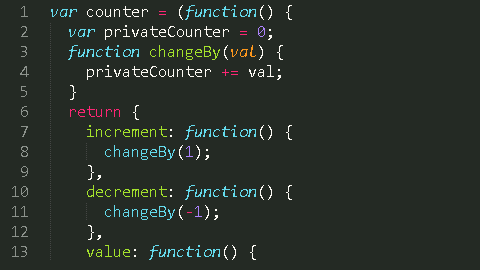 1 var counter = (function() {
2   var privateCounter = 0;
3   function changeBy(val) {
4     privateCounter += val;
5   }
6   return {
7     increment: function() {
8       changeBy(1);
9     },
10     decrement: function() {
11       changeBy(-1);
12     },
13     value: function() {